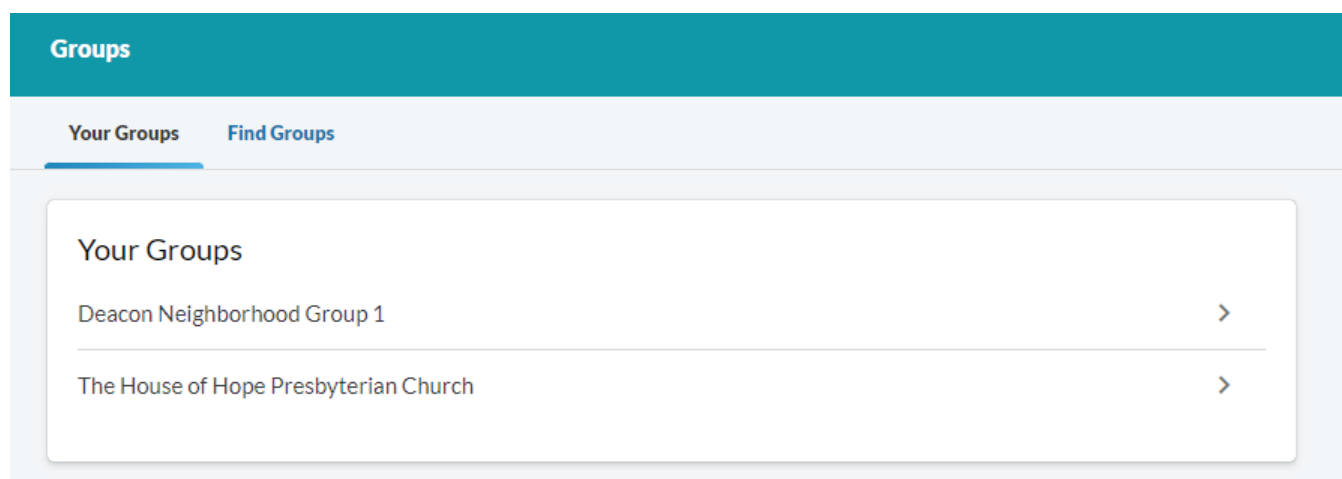 Groups
Your Groups Find Groups
Your Groups
Deacon Neighborhood Group 1
The House of Hope Presbyterian Church